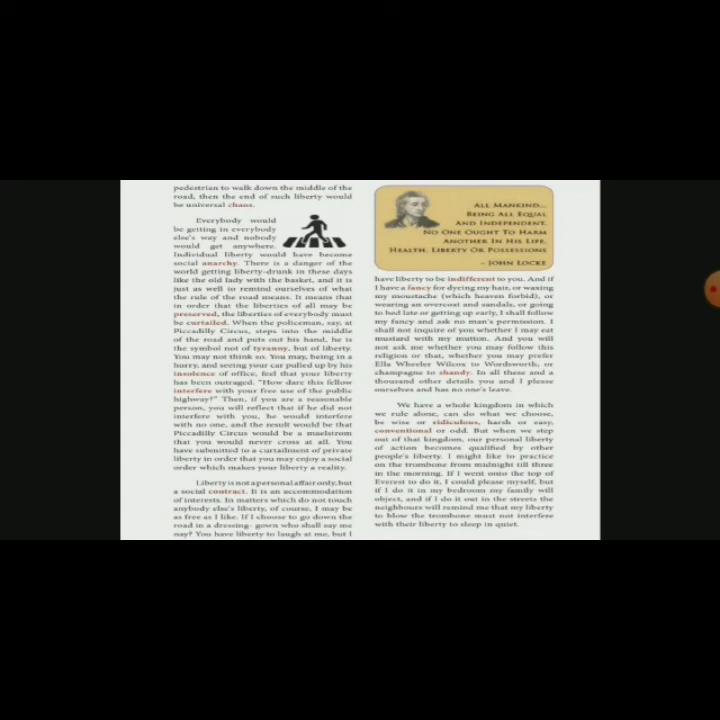 pedestrian to walk down the middle of the
road, then the end of such liberty would
be universal chaos.
Everybody would
be getting in everybody
else's way and nobody
would get anywhere.
Individual liberty would have become
social anarchy. There is a danger of the
world getting liberty-drunk in these days
like the old lady with the basket, and it is
just as well to remind ourselves of what
the rule of the road means. It means that
in order that the liberties of all may be
preserved, the liberties of everybody must
be curtailed. When the policeman, say, at
Piccadilly Circus, steps into the middle
of the road and puts out his hand, he is
the symbol not of tyranny, but of liberty.
You may not think so. You may, being in a
hurry, and seeing your car pulled up by his
insolence of office, feel that your liberty
has been outraged. "How dare this fellow
interfere with your free use of the public
highway?" Then, if you are a reasonable
person, you will reflect that if he did not
interfere with you, he would interfere
with no one, and the result would be that
Piccadilly Circus would be a maelstrom
that you would never cross at all. You
have submitted to a curtailment of private
liberty in order that you may enjoy a social
order which makes your liberty a reality.
Liberty is not a personal affair only, but
a social contract. It is an accommodation
of interests. In matters which do not touch
anybody else's liberty, of course, I may be
as free as I like. If I choose to go down the
road in a dressing- gown who shall say me
nay? You have liberty to laugh at me, but I
ALL MANKIND...
BEING ALL EQUAL
AND INDEPENDENT,
NO ONE OUGHT TO HARM
ANOTHER IN HIS LIFE,
HEALTH, LIBERTY OR POSSESSIONS
- JOHN LOCKE
have liberty to be indifferent to you. And if
I have a fancy for dyeing my hair, or waxing
my moustache (which heaven forbid), or
wearing an overcoat and sandals, or going
to bed late or getting up early, I shall follow
my fancy and ask no man's permission. I
shall not inquire of you whether I may eat
mustard with my mutton. And you will
not ask me whether you may follow this
religion or that, whether you may prefer
Ella Wheeler Wilcox to Wordsworth, or
champagne to shandy. In all these and a
thousand other details you and I please
ourselves and has no one's leave.
We have a whole kingdom in which
we rule alone, can do what we choose,
be wise or ridiculous, harsh or easy,
conventional or odd. But when we step
out of that kingdom, our personal liberty
of action becomes qualified by other
people's liberty. I might like to practice
on the trombone from midnight till three
in the morning. If I went onto the top of
Everest to do it, I could please myself, but
if I do it in my bedroom my family will
object, and if I do it out in the streets the
neighbours will remind me that my liberty
to blow the trombone must not interfere
with their liberty to sleep in quiet.